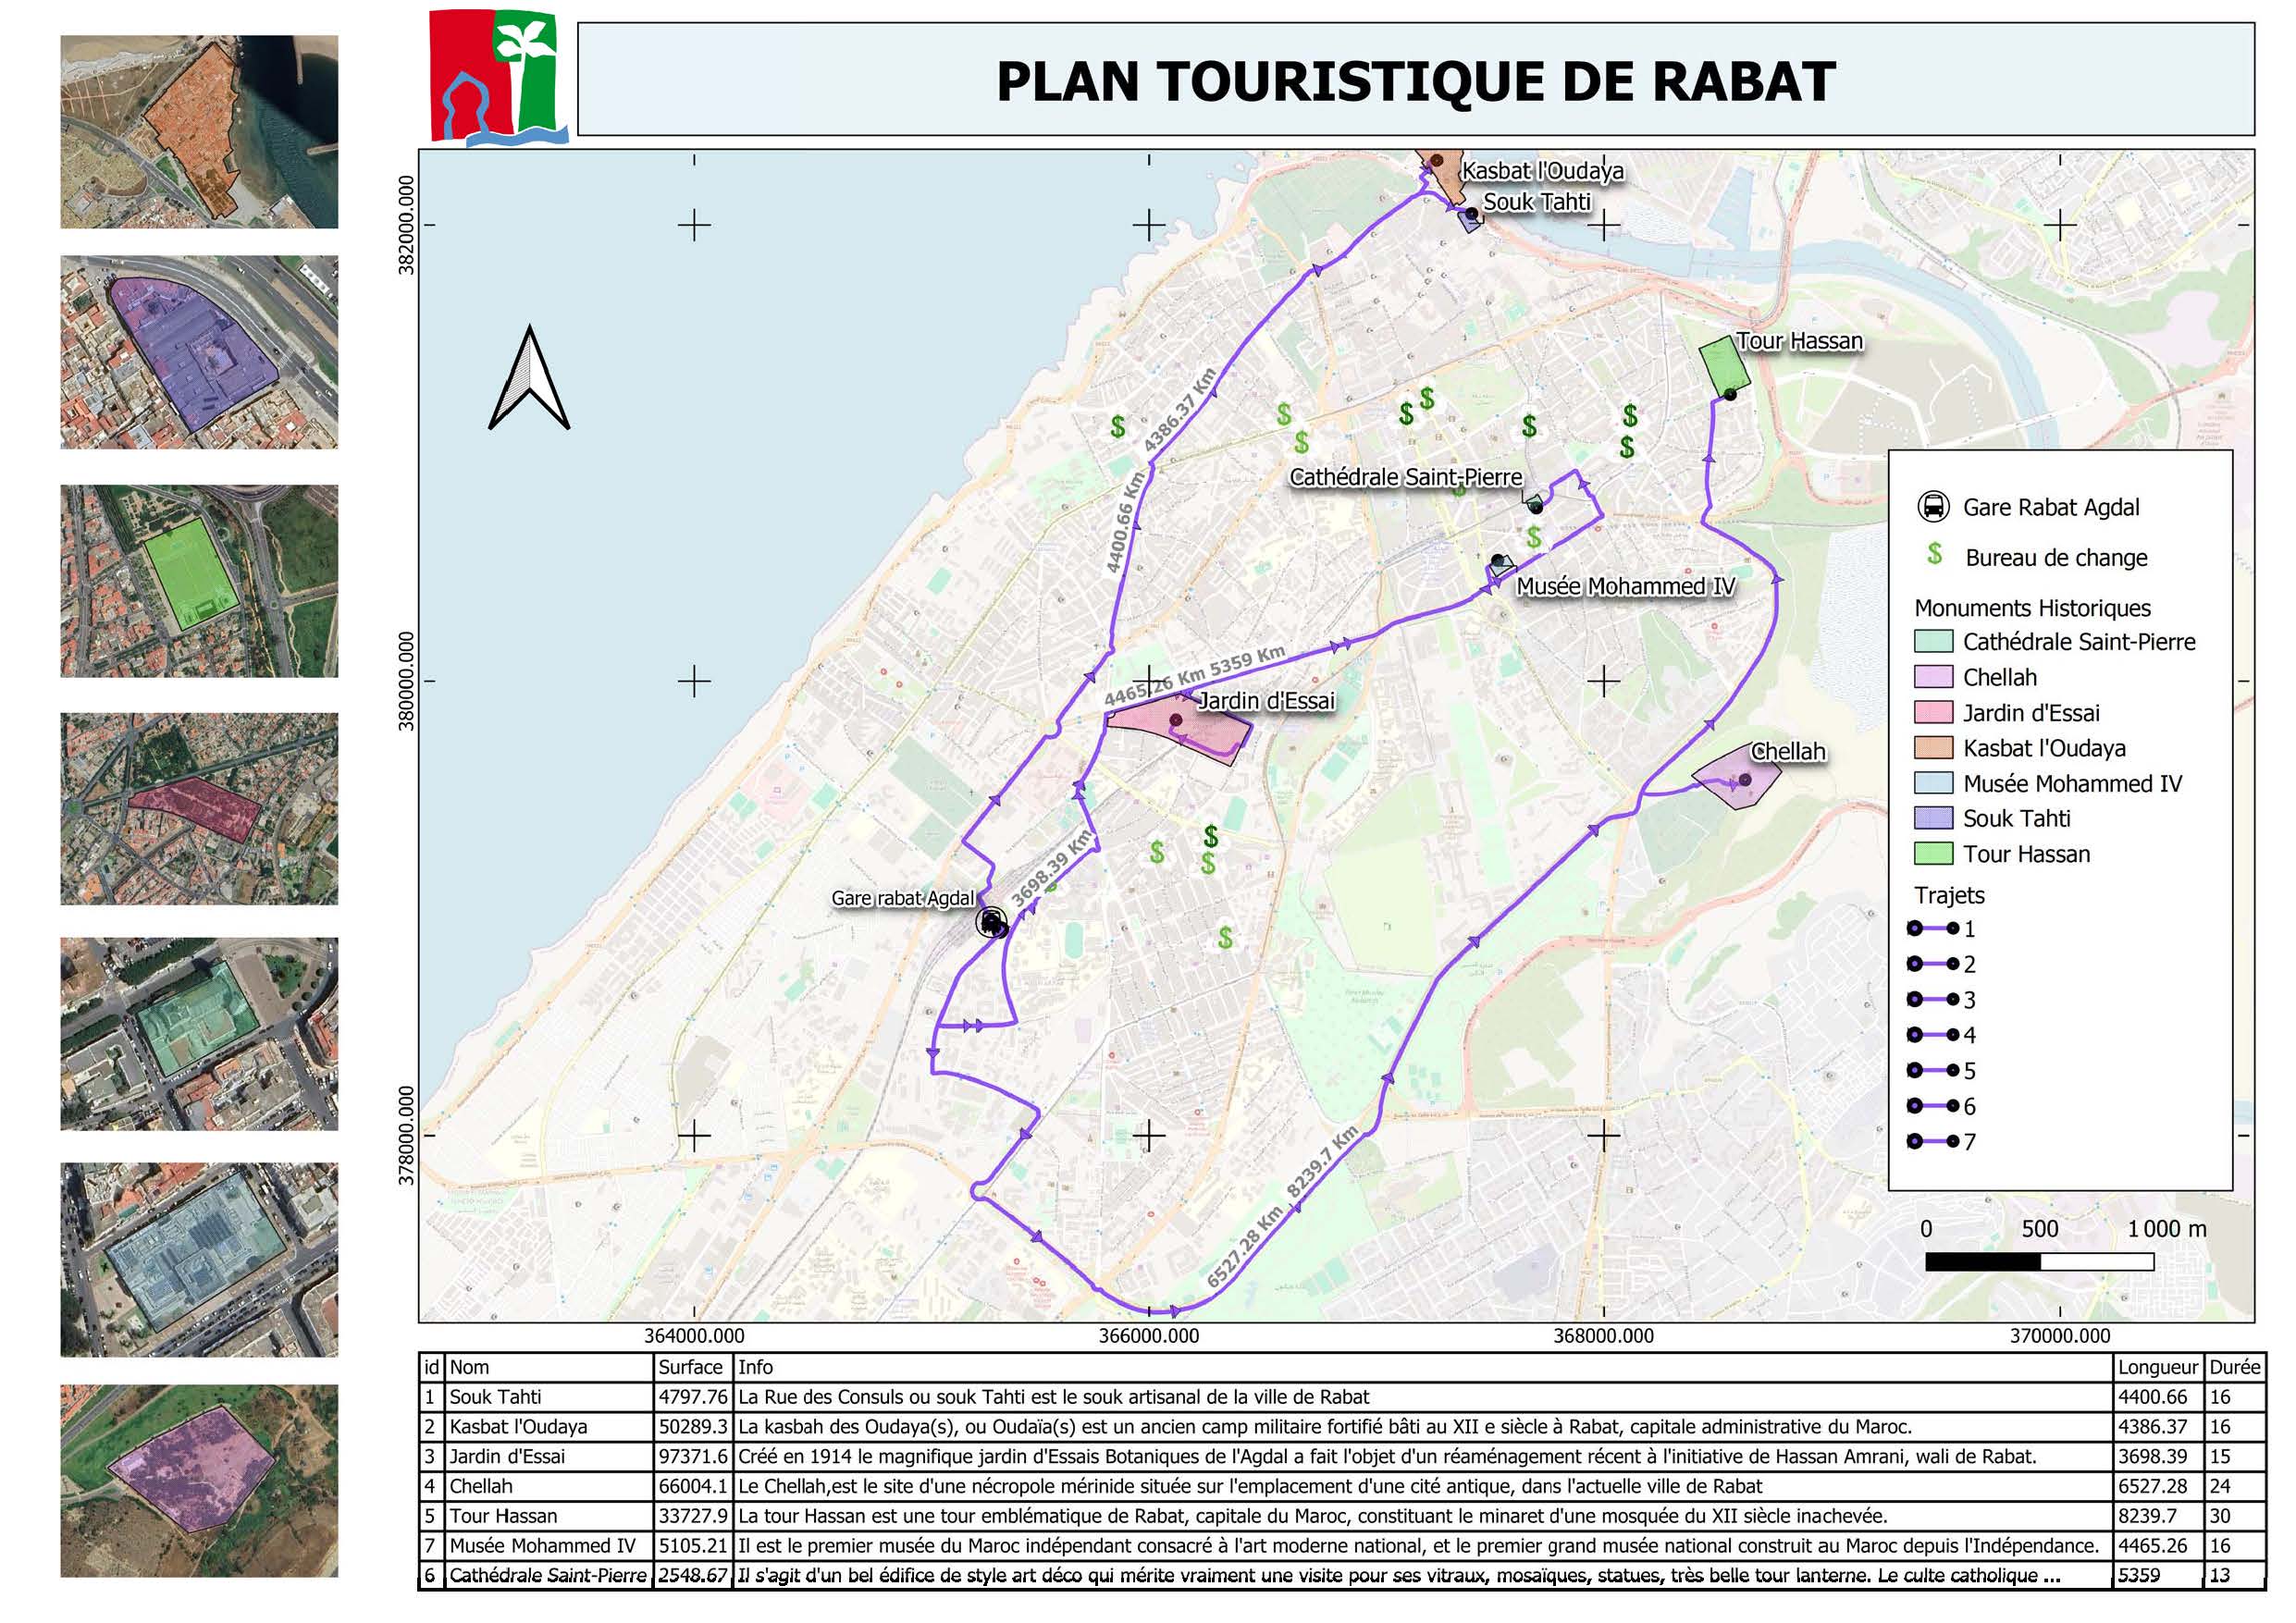 PLAN TOURISTIQUE DE RABAT
Kasbat l'Oudaya
Souk Tahti
Tour Hassan
4386.37 Km
4400.66 Km
Cathédrale Saint-Pierre
Musée Mohammed IV
4465.26 Km 5359 Km
Jardin d'Essai
Chellah
3698.39 Km
Gare rabat Agdal
8239.7 Km
6527.28 Km
3820000.000
3800000.000
3780000.000
364000.000
366000.000
368000.000
370000.000
Gare Rabat Agdal
$ Bureau de change
Monuments Historiques
Cathédrale Saint-Pierre
Chellah
Jardin d'Essai
Kasbat l'Oudaya
Musée Mohammed IV
Souk Tahti
Tour Hassan
Trajets
1
2
3
4
5
6
7
0 500 1 000 m
id Nom Surface Info Longueur Durée
1 Souk Tahti 4797.76 La Rue des Consuls ou souk Tahti est le souk artisanal de la ville de Rabat 4400.66 16
2 Kasbat l'Oudaya 50289.3 La kasbah des Oudaya(s), ou Oudaïa(s) est un ancien camp militaire fortifié bâti au XII e siècle à Rabat, capitale administrative du Maroc. 4386.37 16
3 Jardin d'Essai 97371.6 Créé en 1914 le magnifique jardin d'Essais Botaniques de l'Agdal a fait l'objet d'un réaménagement récent à l'initiative de Hassan Amrani, wali de Rabat. 3698.39 15
4 Chellah 66004.1 Le Chellah,est le site d'une nécropole mérinide située sur l'emplacement d'une cité antique, dans l'actuelle ville de Rabat 6527.28 24
5 Tour Hassan 33727.9 La tour Hassan est une tour emblématique de Rabat, capitale du Maroc, constituant le minaret d'une mosquée du XII siècle inachevée. 8239.7 30
7 Musée Mohammed IV 5105.21 Il est le premier musée du Maroc indépendant consacré à l'art moderne national, et le premier grand musée national construit au Maroc depuis l'Indépendance. 4465.26 16
6 Cathédrale Saint-Pierre 2548.67 Il s'agit d'un bel édifice de style art déco qui mérite vraiment une visite pour ses vitraux, mosaïques, statues, très belle tour lanterne. Le culte catholique ... 5359 13